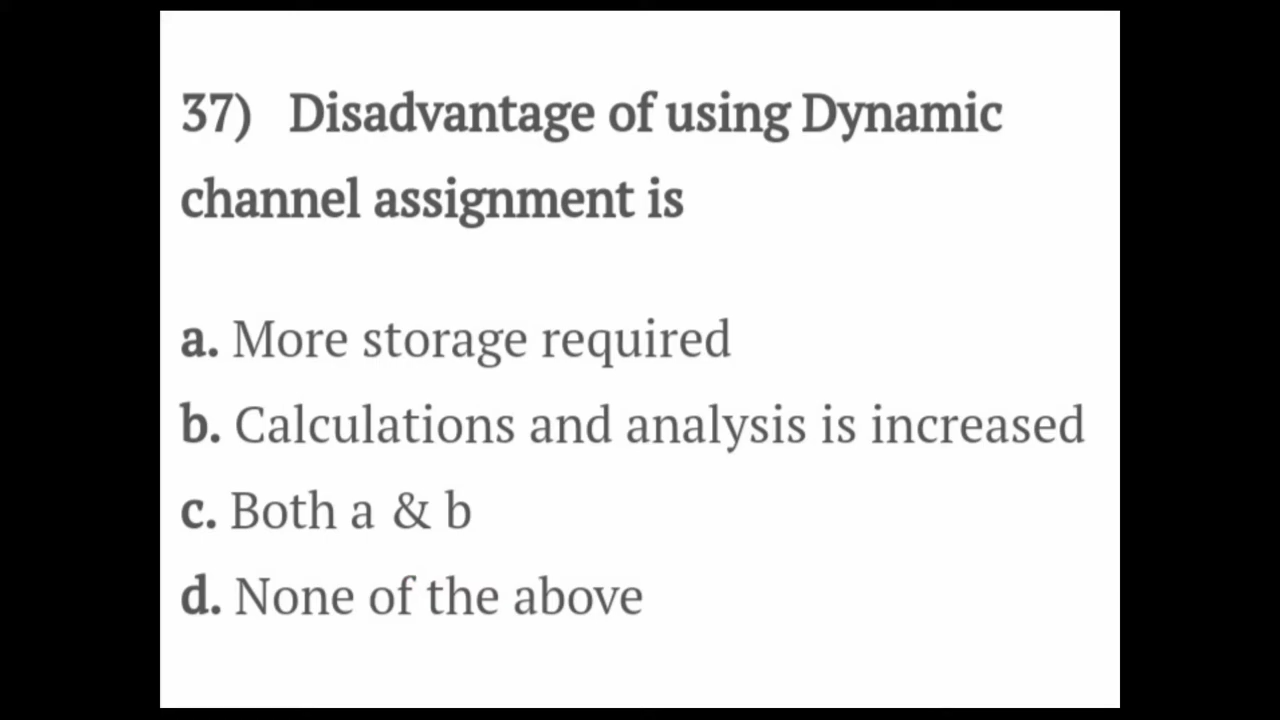 37) Disadvantage of using Dynamic
channel assignment is
a. More storage required
b. Calculations and analysis is increased
c. Both a & b
d. None of the above